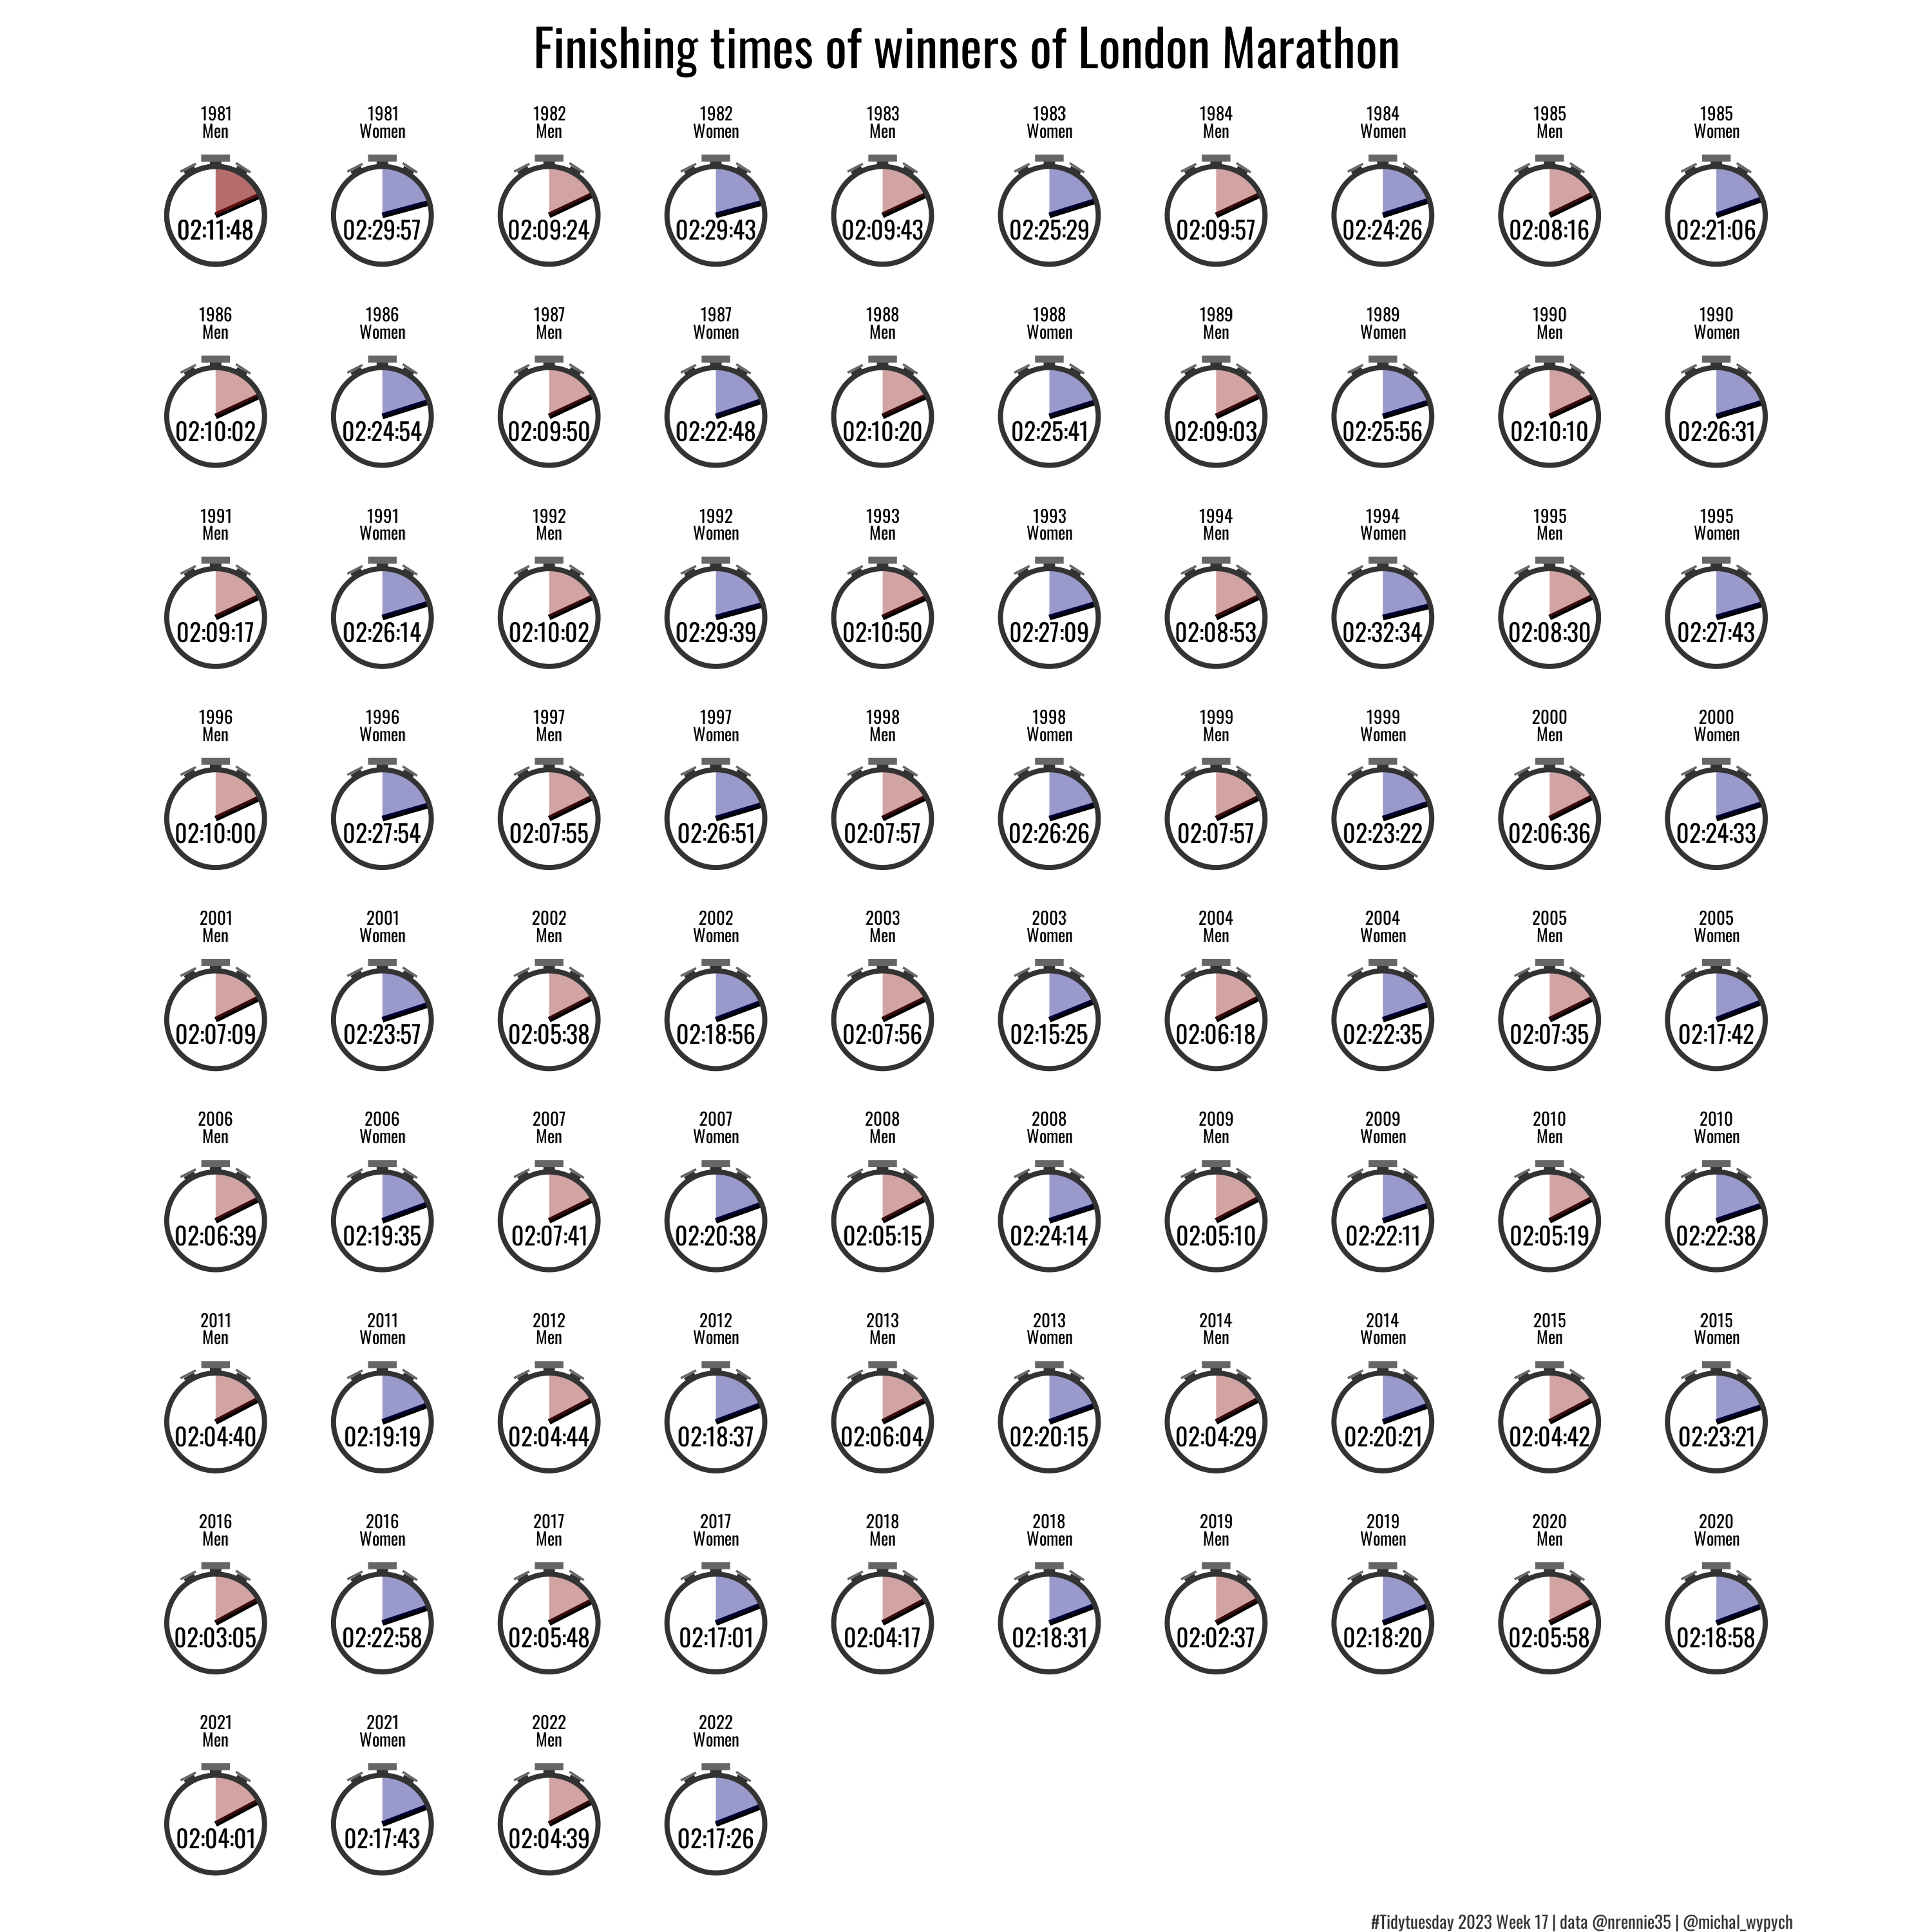 Finishing times of winners of London Marathon
1981 1981 1982 1982 1983 1983 1984 1984 1985 1985
Men Women Men Women Men Women Men Women Men Women
02:11:48 02:29:57 02:09:24 02:29:43 02:09:43 02:25:29 02:09:57 02:24:26 02:08:16 02:21:06
1986 1986 1987 1987 1988 1988 1989 1989 1990 1990
Men Women Men Women Men Women Men Women Men Women
02:10:02 02:24:54 02:09:50 02:22:48 02:10:20 02:25:41 02:09:03 02:25:56 02:10:10 02:26:31
1991 1991 1992 1992 1993 1993 1994 1994 1995 1995
Men Women Men Women Men Women Men Women Men Women
02:09:17 02:26:14 02:10:02 02:29:39 02:10:50 02:27:09 02:08:53 02:32:34 02:08:30 02:27:43
1996 1996 1997 1997 1998 1998 1999 1999 2000 2000
Men Women Men Women Men Women Men Women Men Women
02:10:00 02:27:54 02:07:55 02:26:51 02:07:57 02:26:26 02:07:57 02:23:22 02:06:36 02:24:33
2001 2001 2002 2002 2003 2003 2004 2004 2005 2005
Men Women Men Women Men Women Men Women Men Women
02:07:09 02:23:57 02:05:38 02:18:56 02:07:56 02:15:25 02:06:18 02:22:35 02:07:35 02:17:42
2006 2006 2007 2007 2008 2008 2009 2009 2010 2010
Men Women Men Women Men Women Men Women Men Women
02:06:39 02:19:35 02:07:41 02:20:38 02:05:15 02:24:14 02:05:10 02:22:11 02:05:19 02:22:38
2011 2011 2012 2012 2013 2013 2014 2014 2015 2015
Men Women Men Women Men Women Men Women Men Women
02:04:40 02:19:19 02:04:44 02:18:37 02:06:04 02:20:15 02:04:29 02:20:21 02:04:42 02:23:21
2016 2016 2017 2017 2018 2018 2019 2019 2020 2020
Men Women Men Women Men Women Men Women Men Women
02:03:05 02:22:58 02:05:48 02:17:01 02:04:17 02:18:31 02:02:37 02:18:20 02:05:58 02:18:58
2021 2021 2022 2022
Men Women Men Women
02:04:01 02:17:43 02:04:39 02:17:26
#Tidytuesday 2023 Week 17 | data @nrennie35 | @michal_wypych